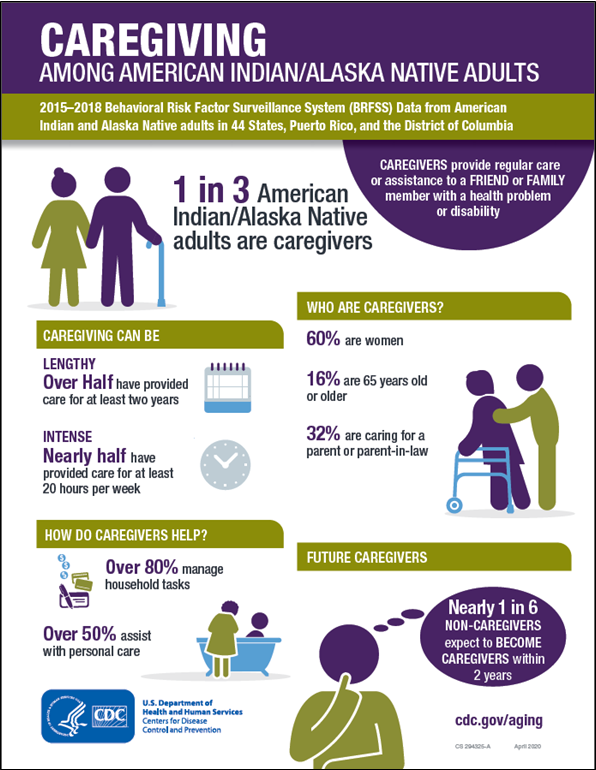 CAREGIVING
AMONG AMERICAN INDIAN/ALASKA NATIVE ADULTS
2015–2018 Behavioral Risk Factor Surveillance System (BRFSS) Data from American
Indian and Alaska Native adults in 44 States, Puerto Rico, and the District of Columbia
CAREGIVERS provide regular care
or assistance to a FRIEND or FAMILY
member with a health problem
or disability
1 in 3 American
Indian/Alaska Native
adults are caregivers
CAREGIVING CAN BE
LENGTHY
Over Half have provided
care for at least two years
INTENSE
Nearly half have
provided care for at least
20 hours per week
WHO ARE CAREGIVERS?
60% are women
16% are 65 years old
or older
32% are caring for a
parent or parent-in-law
HOW DO CAREGIVERS HELP?
Over 80% manage
household tasks
Over 50% assist
with personal care
FUTURE CAREGIVERS
Nearly 1 in 6
NON-CAREGIVERS
expect to BECOME
CAREGIVERS within
2 years
CDC
U.S. Department of
Health and Human Services
Centers for Disease
Control and Prevention
cdc.gov/aging
CS 294325-A April 2020